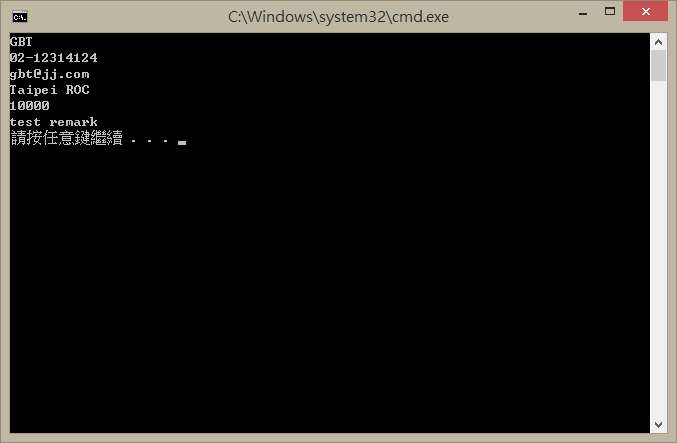 C:\Windows\system32\cmd.exe
GBT
02-12314124
gbt@jj.com
Taipei ROC
10000
test remark
請按任意鍵繼續 . . .